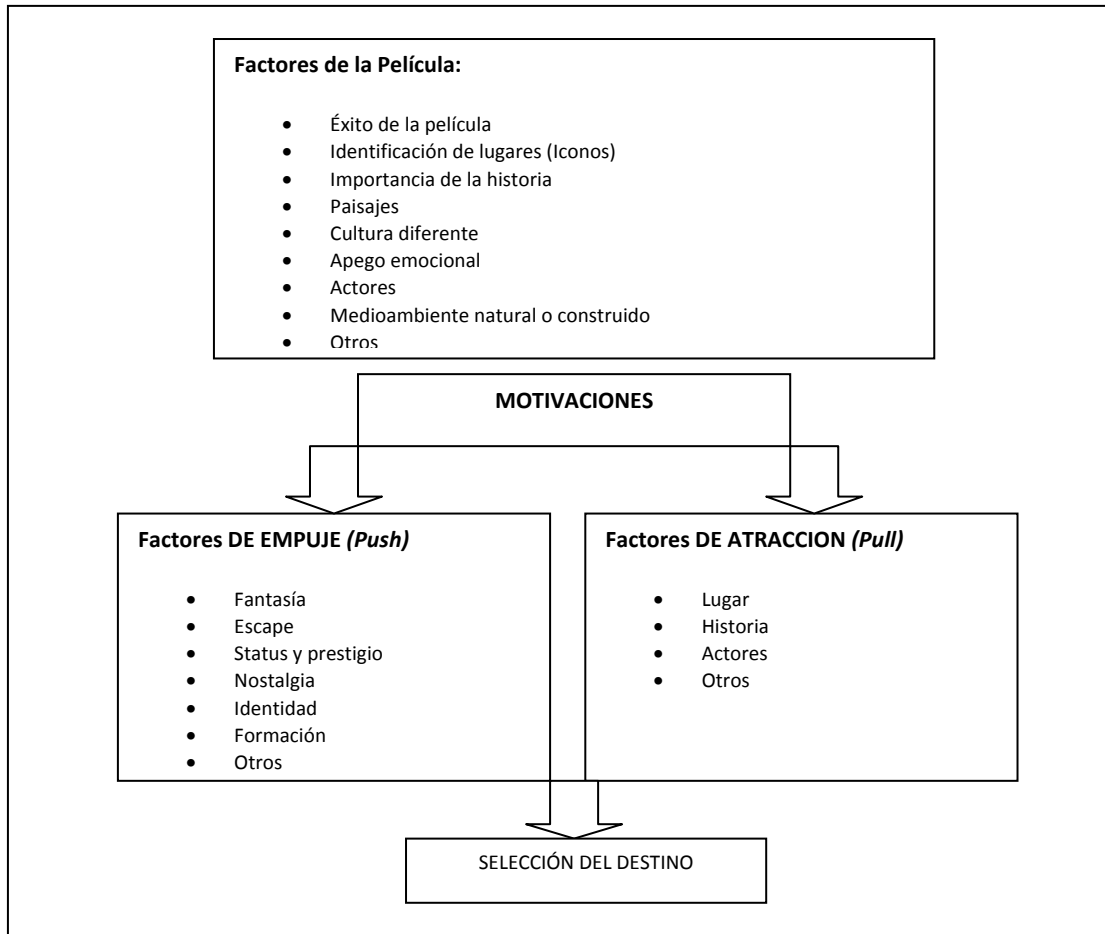 Factores de la Película:
• Éxito de la película
• Identificación de lugares (Iconos)
• Importancia de la historia
• Paisajes
• Cultura diferente
• Apego emocional
• Actores
• Medioambiente natural o construido
• Otros
MOTIVACIONES
Factores DE EMPUJE (Push)
• Fantasía
• Escape
• Status y prestigio
• Nostalgia
• Identidad
• Formación
• Otros
Factores DE ATRACCION (Pull)
• Lugar
• Historia
• Actores
• Otros
SELECCIÓN DEL DESTINO